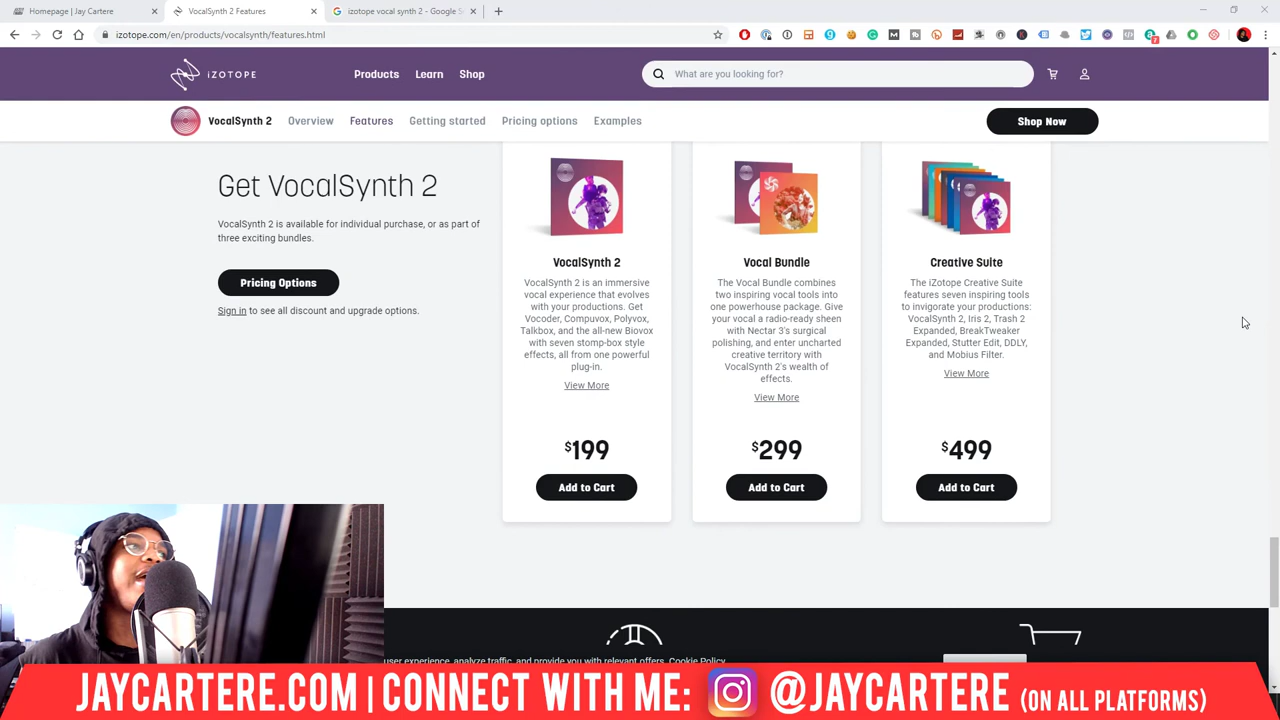 Homepage | Jay Cartere
VocalSynth 2 Features
izotope vocal synth 2 - Google S
izotope.com/en/products/vocalsynth/features.html
iZOTOPE
Products
Learn
Shop
What are you looking for?
VocalSynth 2
Overview
Features
Getting started
Pricing options
Examples
Shop Now
Get VocalSynth 2
VocalSynth 2 is available for individual purchase, or as part of
three exciting bundles.
Pricing Options
Sign in to see all discount and upgrade options.
VocalSynth 2
VocalSynth 2 is an immersive
vocal experience that evolves
with your productions. Get
Vocoder, Compuvox, Polyvox,
Talkbox, and the all-new Biovox
with seven stomp-box style
effects, all from one powerful
plug-in.
View More
$199
Add to Cart
Vocal Bundle
The Vocal Bundle combines
two inspiring vocal tools into
one powerhouse package. Give
your vocal a radio-ready sheen
with Nectar 3's surgical
polishing, and enter uncharted
creative territory with
VocalSynth 2's wealth of
effects.
View More
$299
Add to Cart
Creative Suite
The iZotope Creative Suite
features seven inspiring tools
to invigorate your productions:
VocalSynth 2, Iris 2, Trash 2
Expanded, BreakTweaker
Expanded, Stutter Edit, DDLY,
and Mobius Filter.
View More
$499
Add to Cart
user experience, analyze traffic, and provide you with relevant offers. Cookie Policy
JAYCARTERE.COM | CONNECT WITH ME: @JAYCARTERE (ON ALL PLATFORMS)